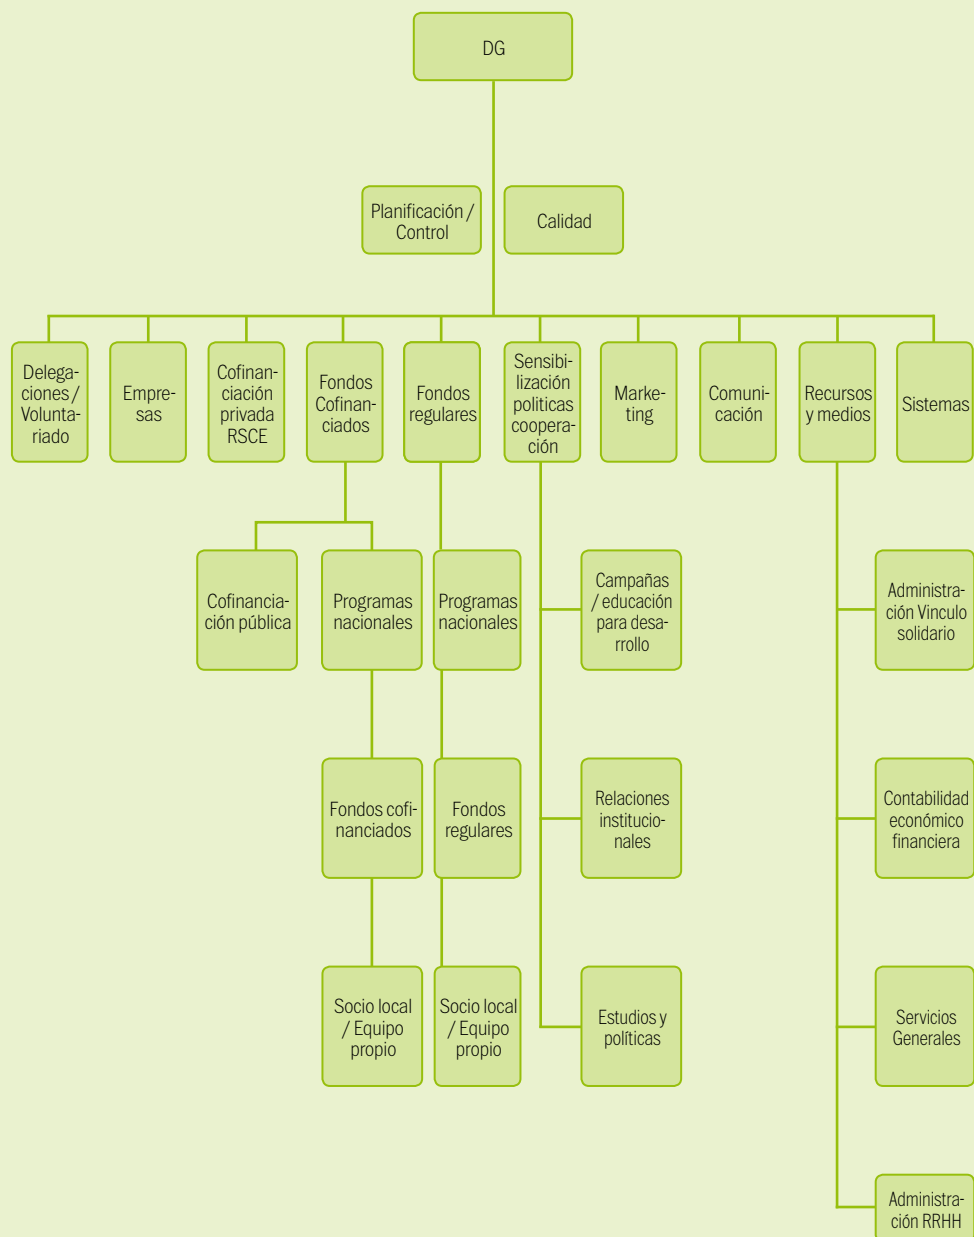 DG
Planificación /
Control
Calidad
Delega-
ciones /
Voluntar-
iado
Empre-
sas
Cofinan-
ciación
privada
RSCE
Fondos
Cofinan-
ciados
Fondos
regulares
Sensibi-
lización
politicas
coopera-
ción
Marke-
ting
Comuni-
cación
Recursos
y medios
Sistemas
Cofinancia-
ción pública
Programas
nacionales
Programas
nacionales
Campañas
/ educación
para desa-
rrollo
Administra-
ción Vinculo
solidario
Fondos cofi-
nanciados
Fondos
regulares
Relaciones
institucio-
nales
Contabilidad
económico
financiera
Socio local
/ Equipo
propio
Socio local
/ Equipo
propio
Estudios y
políticas
Servicios
Generales
Administra-
ción RRHH